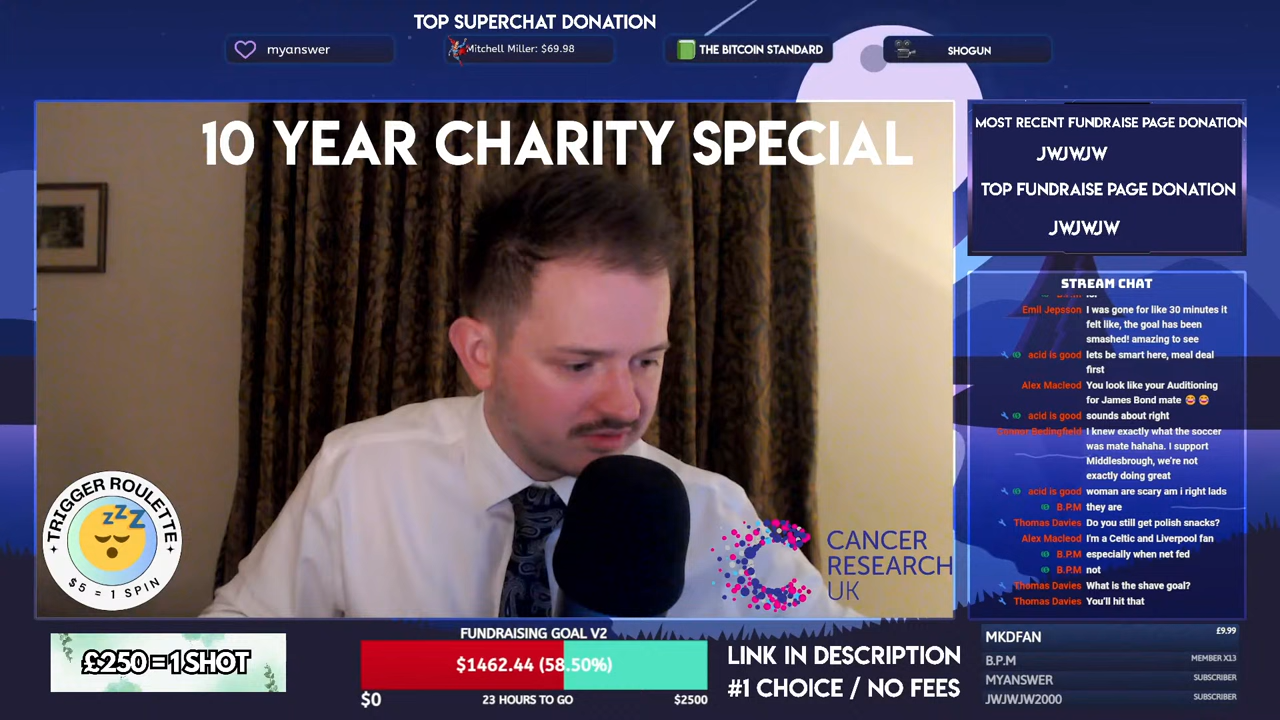 TOP SUPERCHAT DONATION
myanswer
Mitchell Miller: $69.98
THE BITCOIN STANDARD
SHOGUN
10 YEAR CHARITY SPECIAL
MOST RECENT FUNDRAISE PAGE DONATION
JWJWJW
TOP FUNDRAISE PAGE DONATION
JWJWJW
STREAM CHAT
Emil Jepsson I was gone for like 30 minutes it
felt like, the goal has been
smashed! amazing to see
acid is good lets be smart here, meal deal
first
Alex Macleod You look like your Auditioning
for James Bond mate
acid is good sounds about right
Bedingfield I knew exactly what the soccer
was mate hahaha. I support
Middlesbrough, we're not
exactly doing great
acid is good woman are scary am i right lads
B.P.M they are
Thomas Davies Do you still get polish snacks?
Alex Macleod I'm a Celtic and Liverpool fan
B.P.M especially when net fed
B.P.M not
Thomas Davies What is the shave goal?
Thomas Davies You'll hit that
TRIGGER ROULETTE
zzz
$5 = 1 SPIN
CANCER
RESEARCH
UK
£250 = 1 SHOT
FUNDRAISING GOAL V2
$1462.44 (58.50%)
$0
23 HOURS TO GO
$2500
LINK IN DESCRIPTION
#1 CHOICE / NO FEES
MKDFAN £9.99
B.P.M MEMBER X13
MYANSWER SUBSCRIBER
JWJWJW2000 SUBSCRIBER